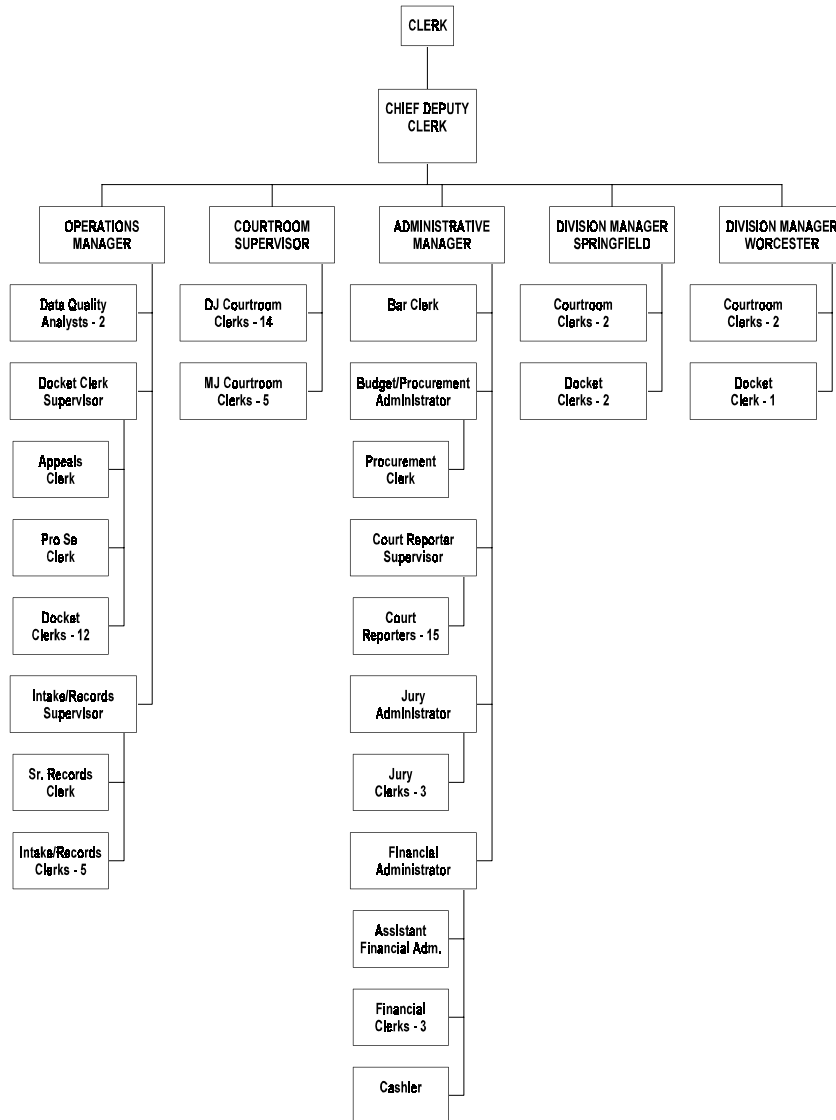 CLERK
CHIEF DEPUTY
CLERK
OPERATIONS
MANAGER
COURTROOM
SUPERVISOR
ADMINISTRATIVE
MANAGER
DIVISION MANAGER
SPRINGFIELD
DIVISION MANAGER
WORCESTER
Data Quality
Analysts - 2
Docket Clerk
Supervisor
Appeals
Clerk
Pro Se
Clerk
Docket
Clerks - 12
Intake/Records
Supervisor
Sr. Records
Clerk
Intake/Records
Clerks - 5
DJ Courtroom
Clerks - 14
MJ Courtroom
Clerks - 5
Bar Clerk
Budget/Procurement
Administrator
Procurement
Clerk
Court Reporter
Supervisor
Court
Reporters - 15
Jury
Administrator
Jury
Clerks - 3
Financial
Administrator
Assistant
Financial Adm.
Financial
Clerks - 3
Cashier
Courtroom
Clerks - 2
Docket
Clerks - 2
Courtroom
Clerks - 2
Docket
Clerk - 1